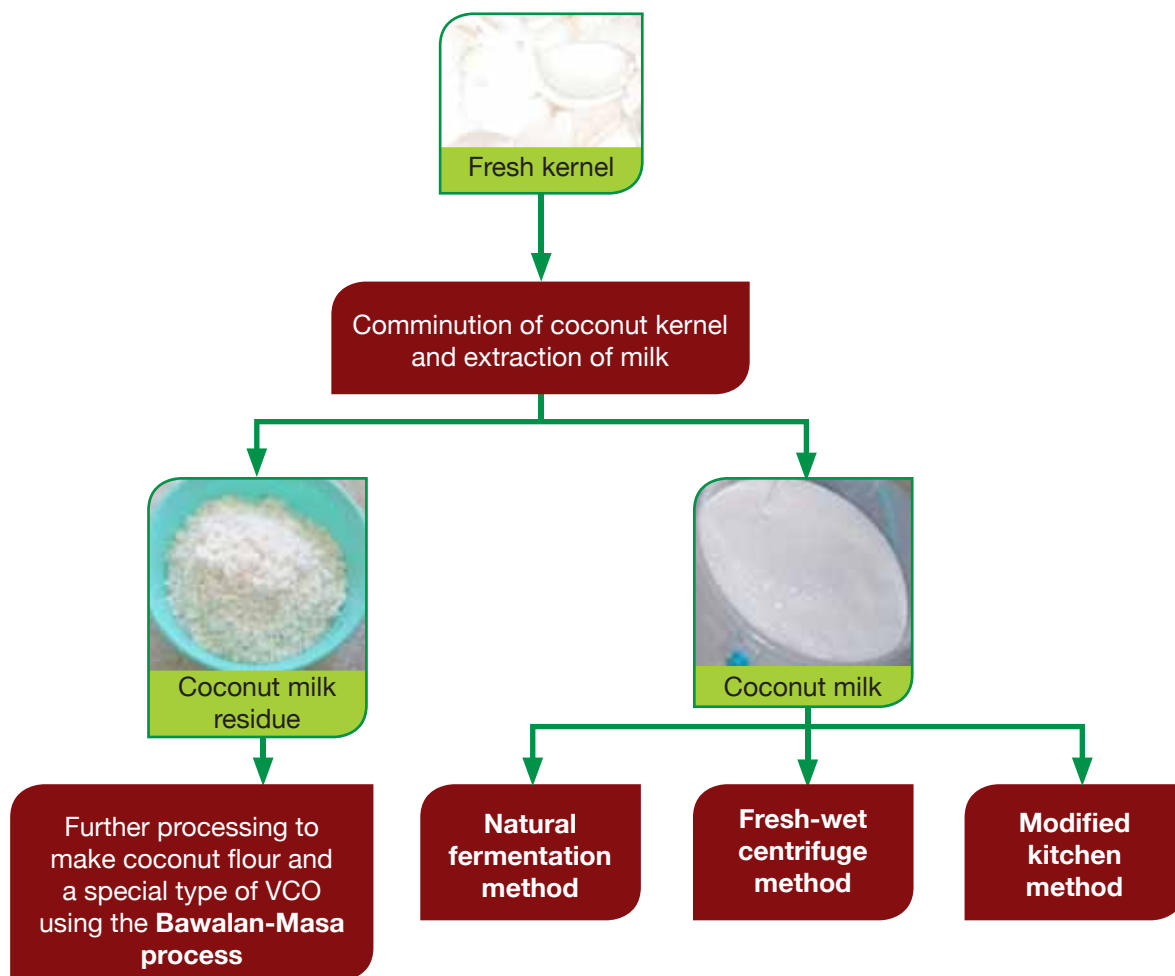 Fresh kernel
Comminution of coconut kernel
and extraction of milk
Coconut milk
residue
Coconut milk
Further processing to
make coconut flour and
a special type of VCO
using the Bawalan-Masa
process
Natural
fermentation
method
Fresh-wet
centrifuge
method
Modified
kitchen
method